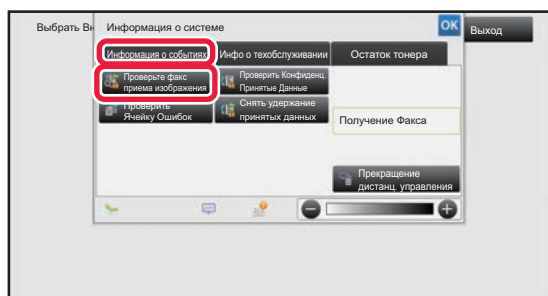 Выбрать Вн
Информация о системе
OK
Выход
Информация о событиях
Инфо о техобслуживании
Остаток тонера
Проверьте факс
приема изображения
Проверить Конфиденц.
Принятые Данные
Проверить
Ячейку Ошибок
Снять удержание
принятых данных
Получение Факса
Прекращение
дистанц. управления